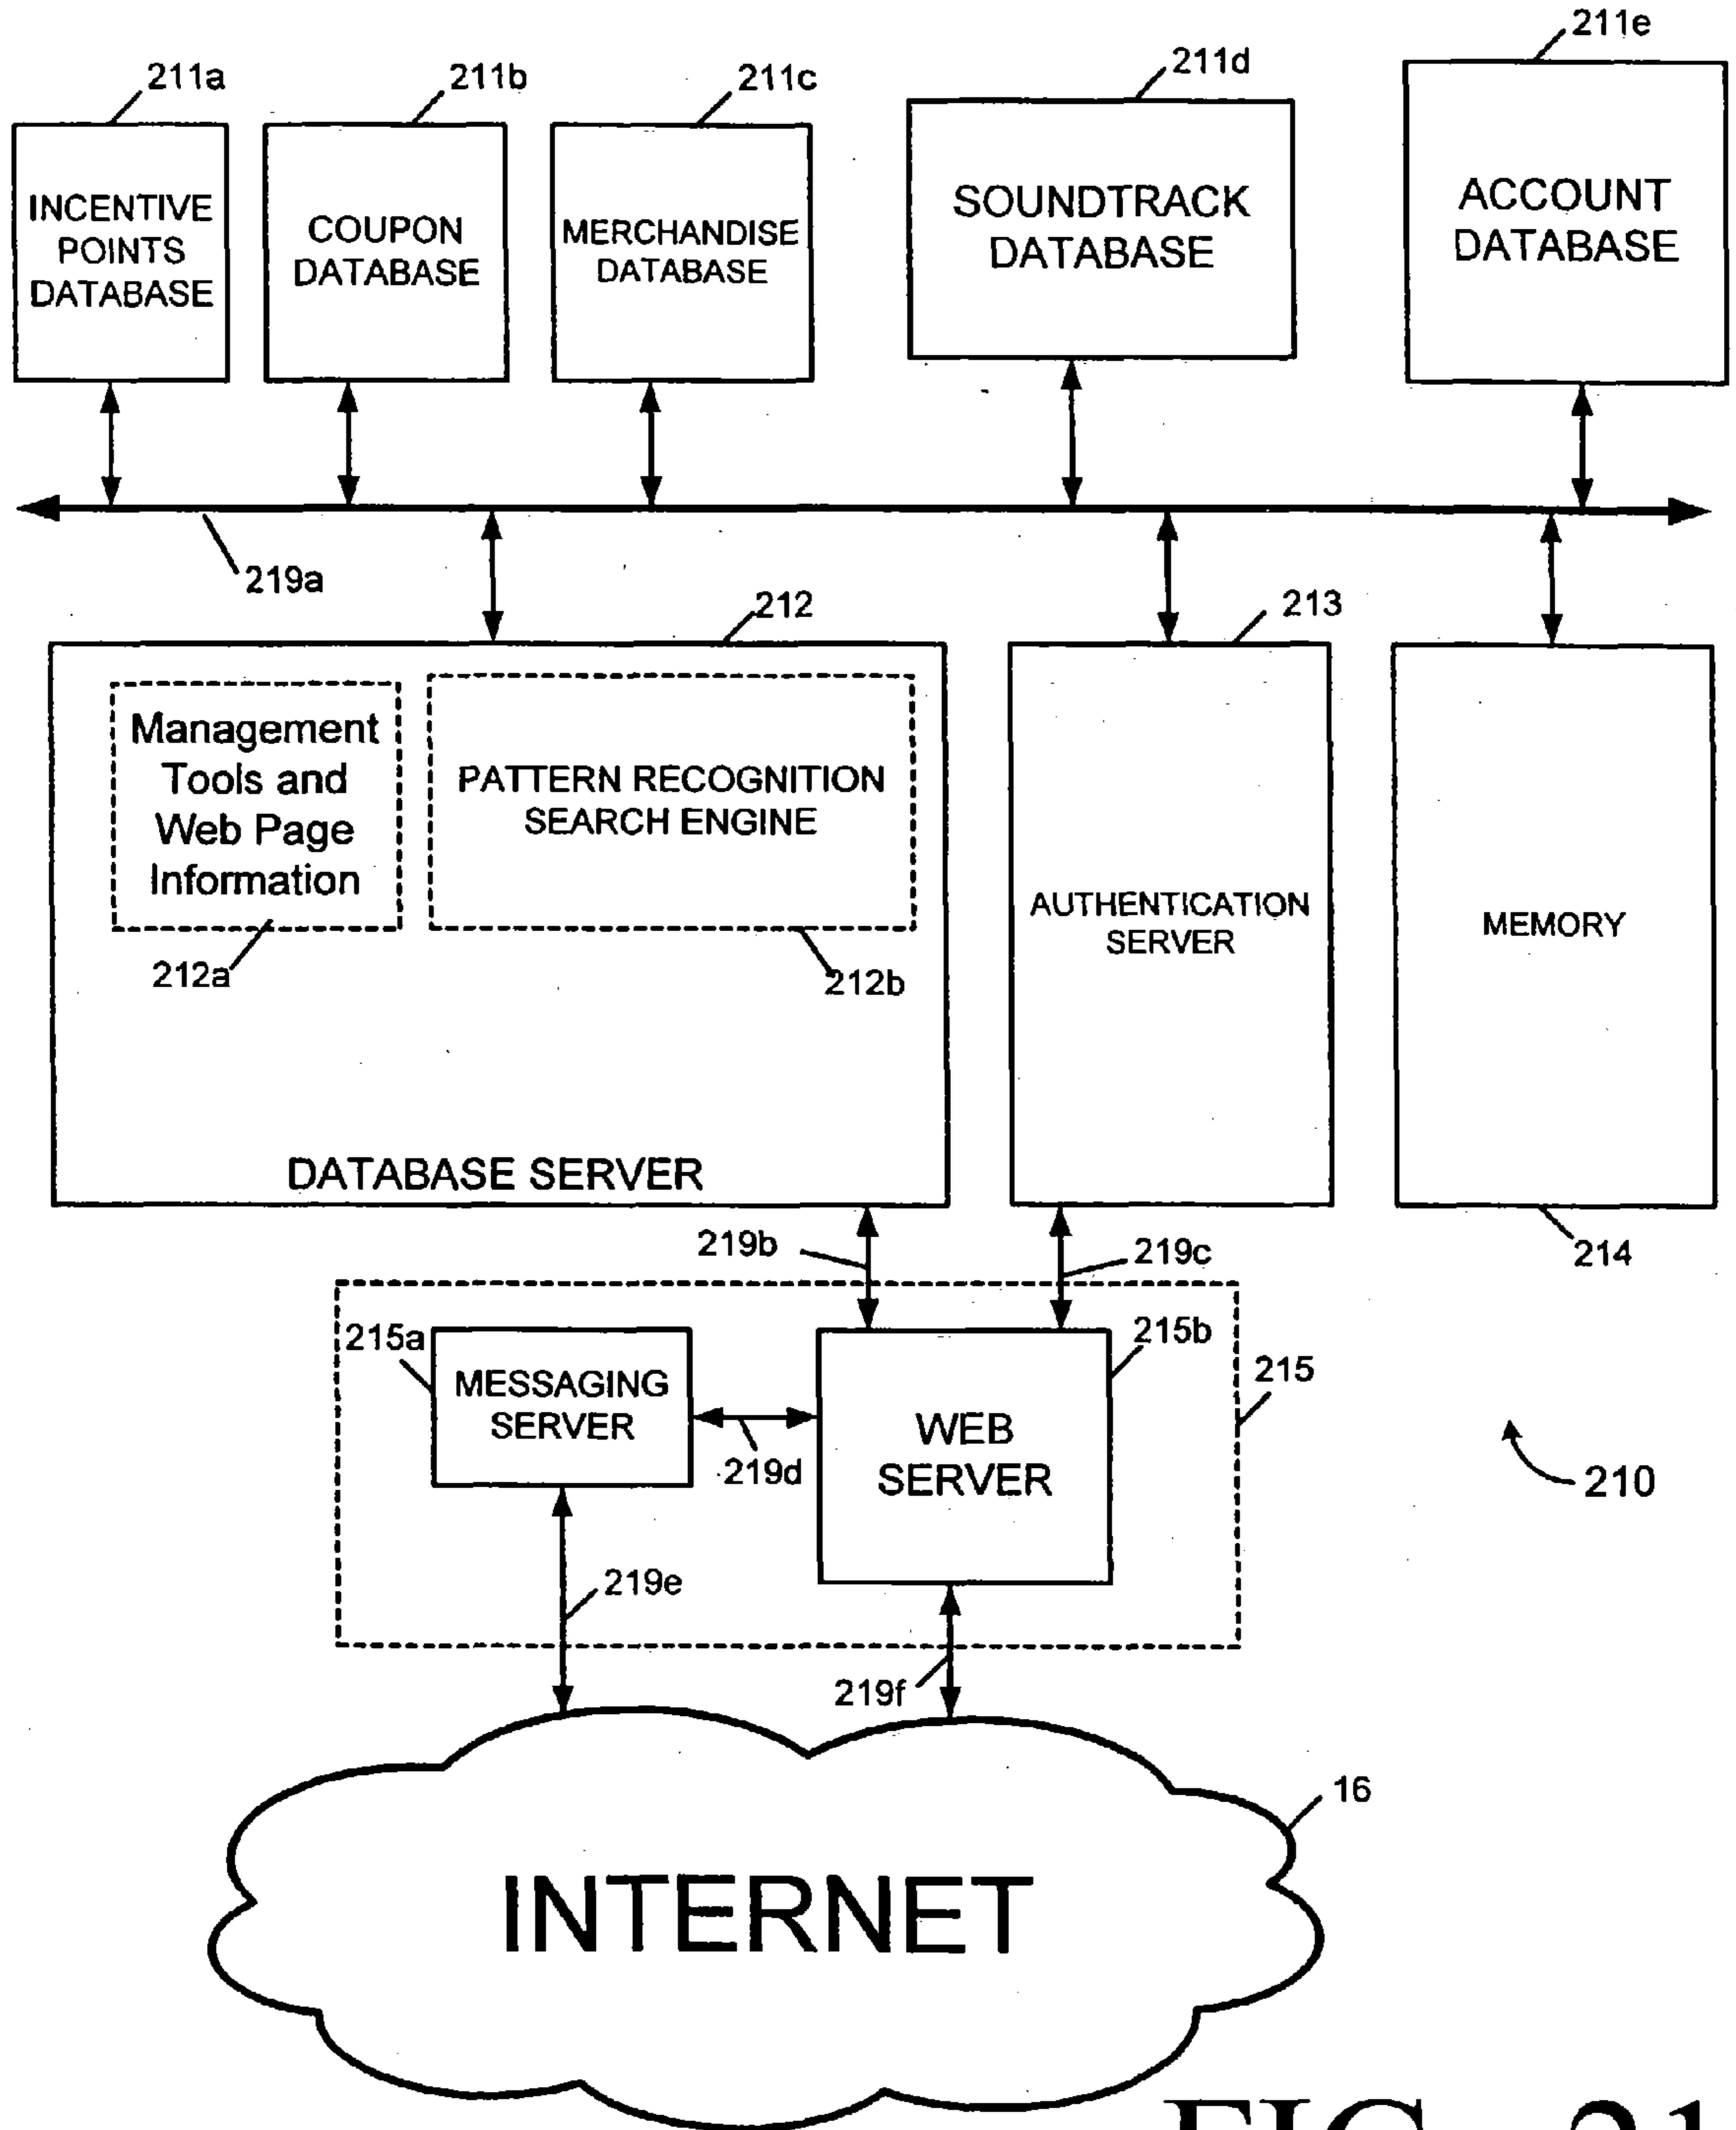 211a
211b
211c
211d
211e
INCENTIVE
POINTS
DATABASE
COUPON
DATABASE
MERCHANDISE
DATABASE
SOUNDTRACK
DATABASE
ACCOUNT
DATABASE
219a
212
213
Management
Tools and
Web Page
Information
212a
PATTERN RECOGNITION
SEARCH ENGINE
212b
DATABASE SERVER
AUTHENTICATION
SERVER
MEMORY
214
219b
219c
215a
MESSAGING
SERVER
219d
WEB
SERVER
215b
215
210
219e
219f
16
INTERNET